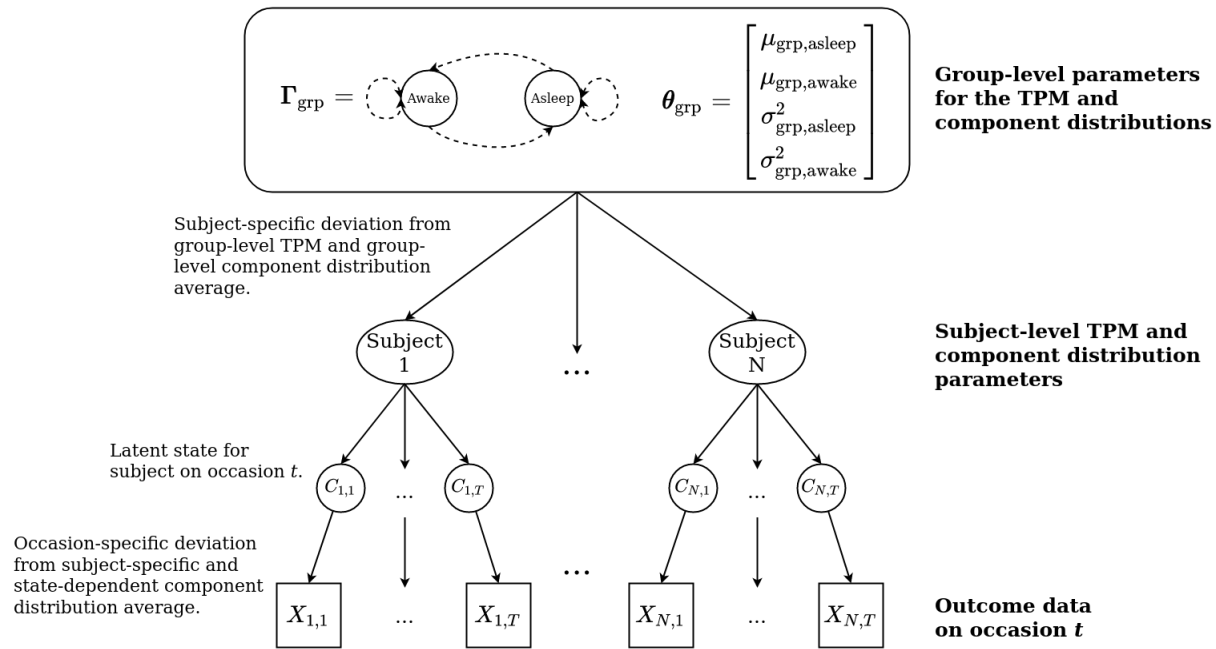 Γgrp =
Awake
Asleep
θgrp =
μgrp,asleep
μgrp,awake
σ²grp,asleep
σ²grp,awake
Group-level parameters
for the TPM and
component distributions
Subject-specific deviation from
group-level TPM and group-
level component distribution
average.
Subject
1
...
Subject
N
Subject-level TPM and
component distribution
parameters
Latent state for
subject on occasion t.
C1,1
...
C1,T
CN,1
...
CN,T
Occasion-specific deviation
from subject-specific and
state-dependent component
distribution average.
...
X1,1
...
X1,T
XN,1
...
XN,T
Outcome data
on occasion t